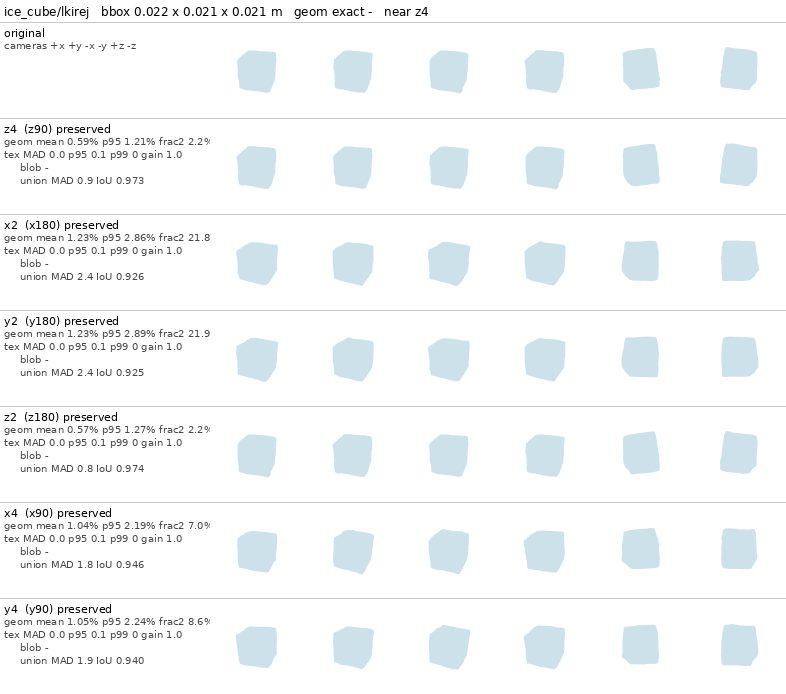 ice_cube/lkirej   bbox 0.022 x 0.021 x 0.021 m   geom exact -   near z4
original
cameras +x +y -x -y +z -z
z4  (z90) preserved
geom mean 0.59% p95 1.21% frac2 2.2%
tex MAD 0.0 p95 0.1 p99 0 gain 1.0
blob -
union MAD 0.9 IoU 0.973
x2  (x180) preserved
geom mean 1.23% p95 2.86% frac2 21.8
tex MAD 0.0 p95 0.1 p99 0 gain 1.0
blob -
union MAD 2.4 IoU 0.926
y2  (y180) preserved
geom mean 1.23% p95 2.89% frac2 21.9
tex MAD 0.0 p95 0.1 p99 0 gain 1.0
blob -
union MAD 2.4 IoU 0.925
z2  (z180) preserved
geom mean 0.57% p95 1.27% frac2 2.2%
tex MAD 0.0 p95 0.1 p99 0 gain 1.0
blob -
union MAD 0.8 IoU 0.974
x4  (x90) preserved
geom mean 1.04% p95 2.19% frac2 7.0%
tex MAD 0.0 p95 0.1 p99 0 gain 1.0
blob -
union MAD 1.8 IoU 0.946
y4  (y90) preserved
geom mean 1.05% p95 2.24% frac2 8.6%
tex MAD 0.0 p95 0.1 p99 0 gain 1.0
blob -
union MAD 1.9 IoU 0.940